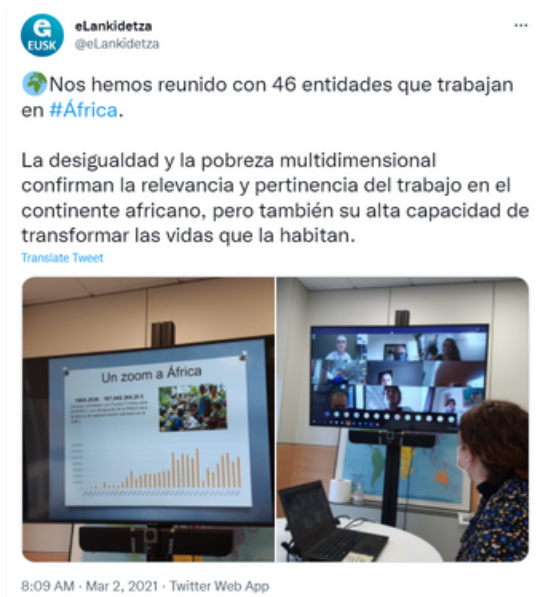 eLankidetza
@eLankidetza
EUSK
Nos hemos reunido con 46 entidades que trabajan
en #África.
La desigualdad y la pobreza multidimensional
confirman la relevancia y pertinencia del trabajo en el
continente africano, pero también su alta capacidad de
transformar las vidas que la habitan.
Translate Tweet
Un zoom a África
8:09 AM · Mar 2, 2021 · Twitter Web App